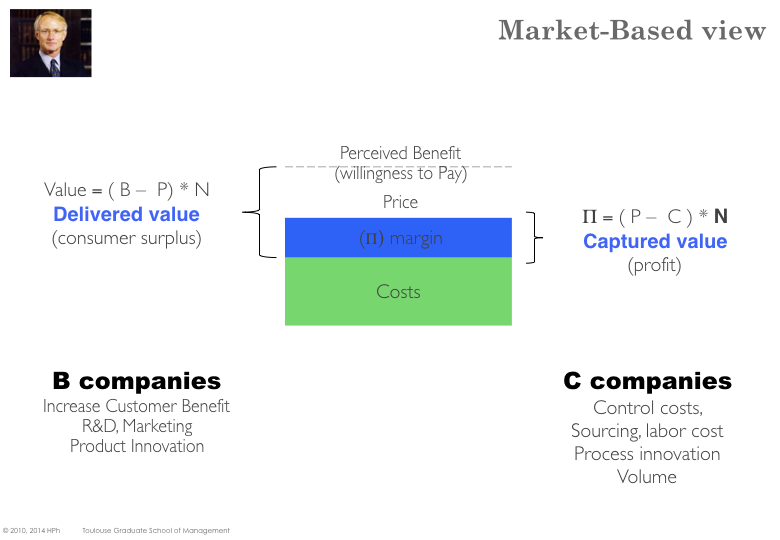 Market-Based view
Perceived Benefit
(willingness to Pay)
Price
(Π) margin
Costs
Value = ( B – P) * N
Delivered value
(consumer surplus)
Π = ( P – C ) * N
Captured value
(profit)
B companies
Increase Customer Benefit
R&D, Marketing
Product Innovation
C companies
Control costs,
Sourcing, labor cost
Process innovation
Volume
© 2010, 2014 HPh Toulouse Graduate School of Management